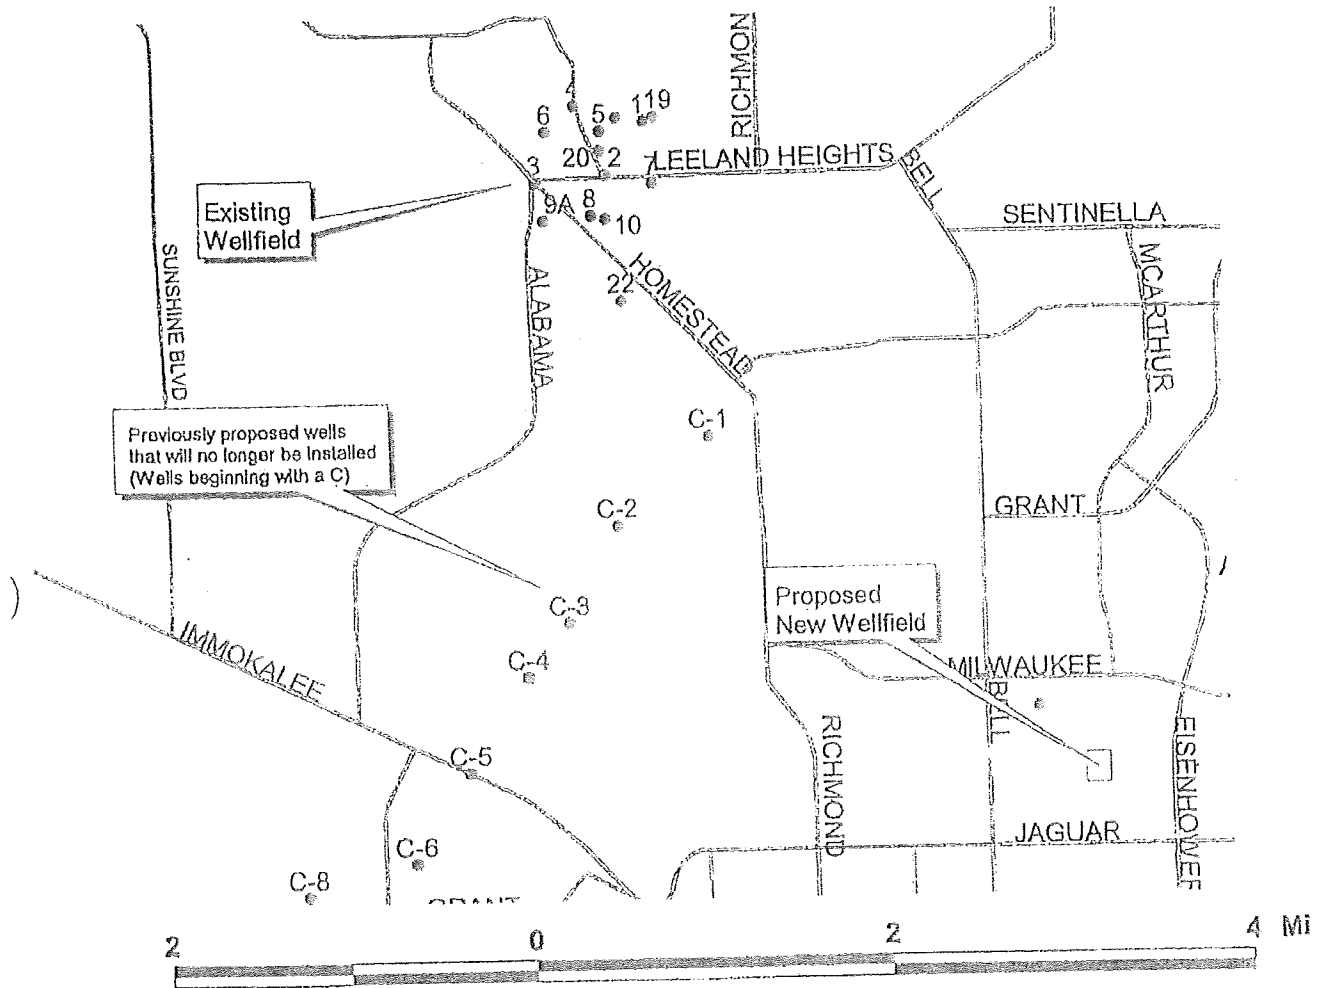 RICHMON
4
6
5
119
20
2
LEELAND HEIGHTS
3
7
BELL
Existing
Wellfield
9A
8
10
SENTINELLA
SUNSHINE BLVD
ALABAMA
22
HOMESTEAD
MCARTHUR
Previously proposed wells
that will no longer be installed
(Wells beginning with a C)
C-1
C-2
GRANT
)
C-3
Proposed
New Wellfield
IMMOKALEE
C-4
MILWAUKEE
BELL
RICHMOND
EISENHOWER
C-5
JAGUAR
C-6
C-8
GRANT
2
0
2
4 Mi